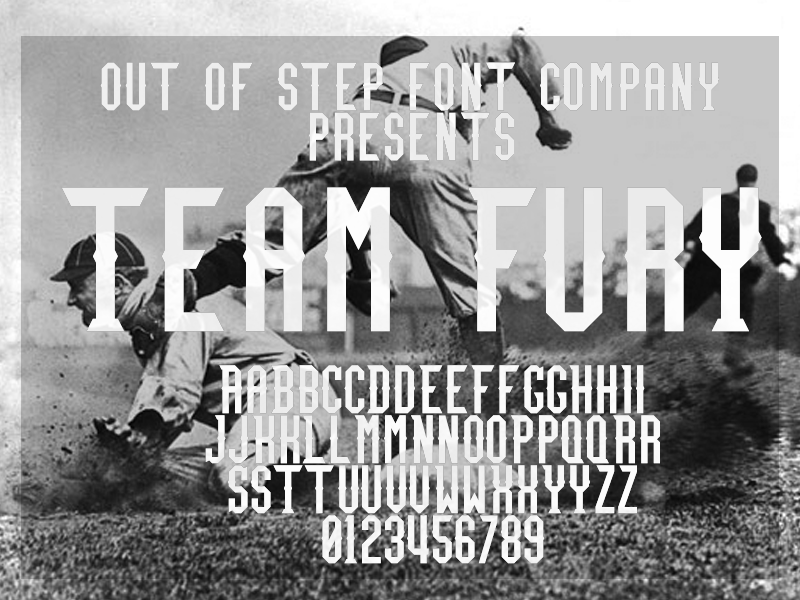 OUT OF STEP FONT COMPANY
PRESENTS
TEAM FURY
AABBCCDDEEFFGGHHII
JJKKLLMMNNOOPPQQRR
SSTTUUVVWWXXYYZZ
0123456789